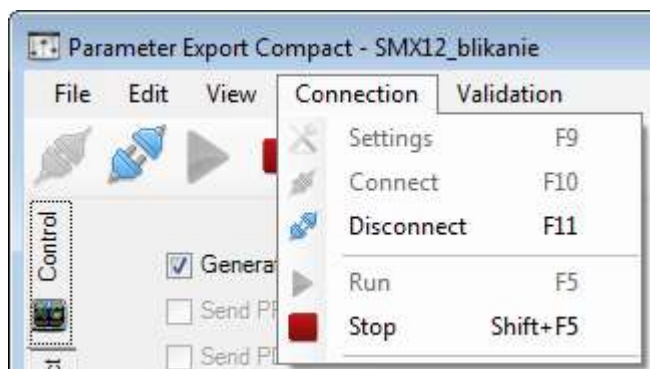 Parameter Export Compact - SMX12_blikanie
File Edit View Connection Validation
Settings F9
Connect F10
Disconnect F11
Run F5
Stop Shift+F5
Control
Send
Send